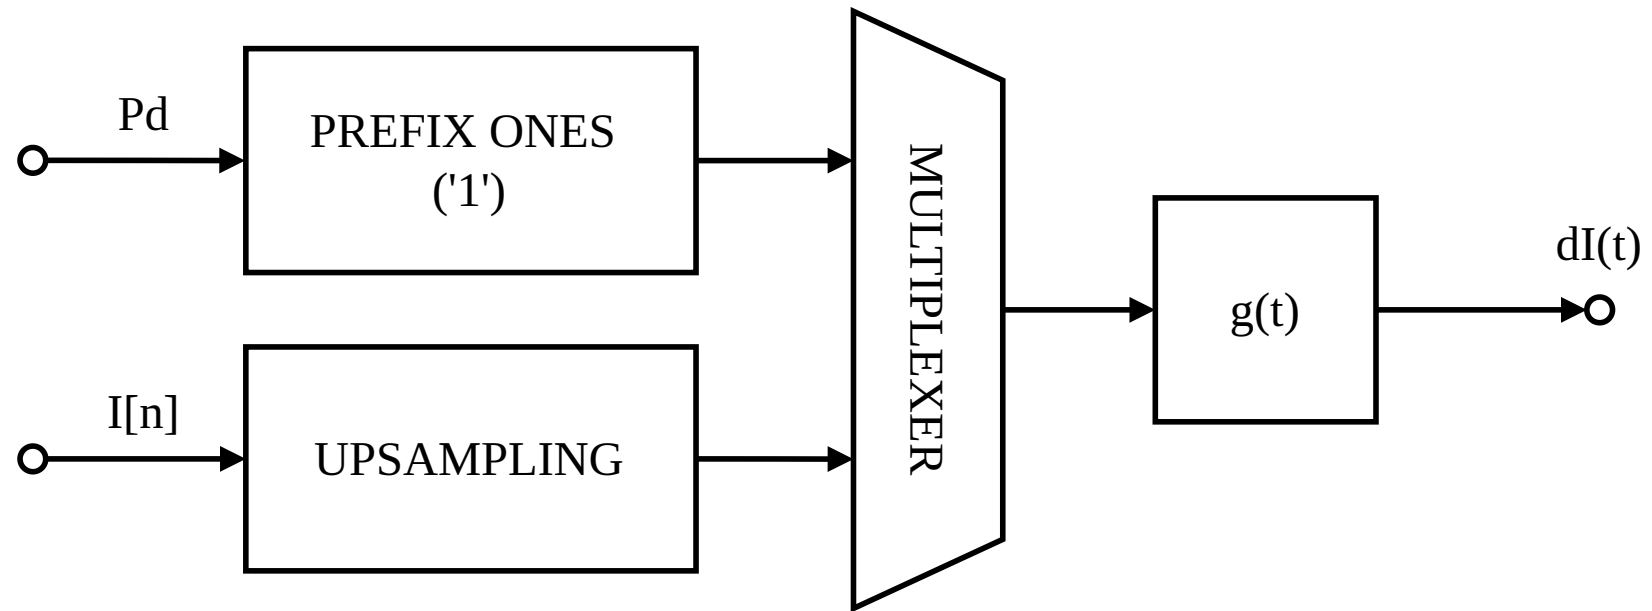 Pd
PREFIX ONES
('1')
I[n]
UPSAMPLING
MULTIPLEXER
g(t)
dI(t)